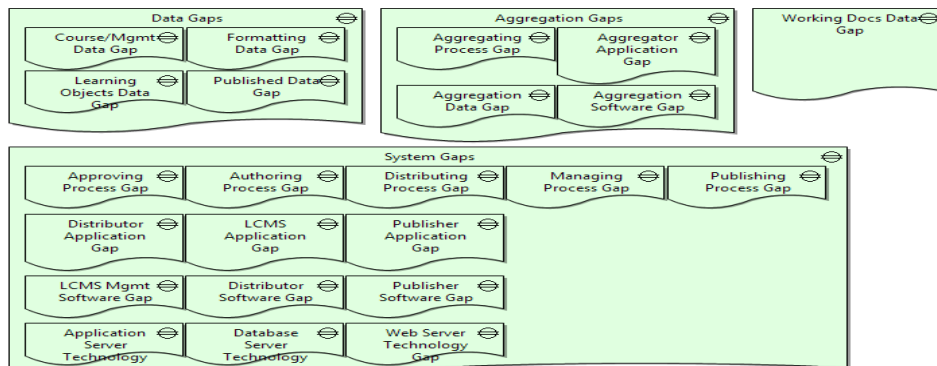 Data Gaps
Course/Mgmt
Data Gap
Formatting
Data Gap
Learning
Objects Data
Gap
Published Data
Gap
Aggregation Gaps
Aggregating
Process Gap
Aggregator
Application
Gap
Aggregation
Data Gap
Aggregation
Software Gap
Working Docs Data
Gap
System Gaps
Approving
Process Gap
Authoring
Process Gap
Distributing
Process Gap
Managing
Process Gap
Publishing
Process Gap
Distributor
Application
Gap
LCMS
Application
Gap
Publisher
Application
Gap
LCMS Mgmt
Software Gap
Distributor
Software Gap
Publisher
Software Gap
Application
Server
Technology
Database
Server
Technology
Web Server
Technology
Gap